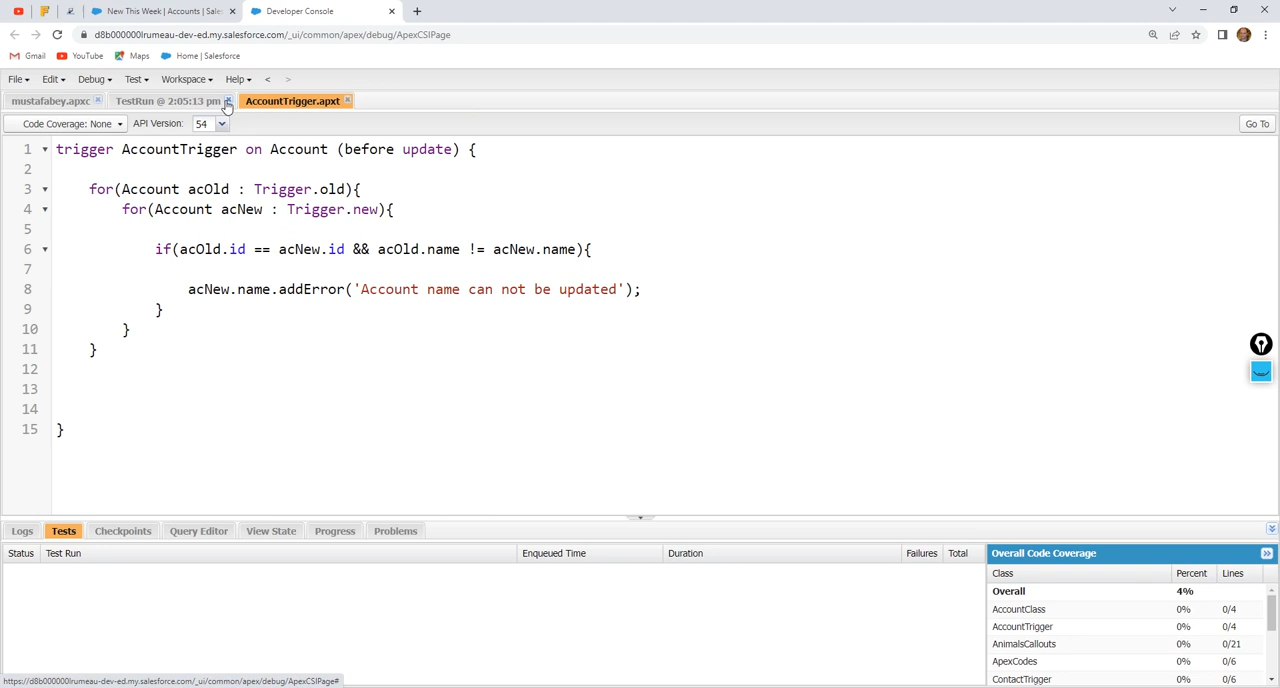 New This Week | Accounts | Sales
Developer Console
d8b000000lrumeau-dev-ed.my.salesforce.com/_ui/common/apex/debug/ApexCSIPage
Gmail YouTube Maps Home | Salesforce
File Edit Debug Test Workspace Help < >
mustafabey.apxc TestRun @ 2:05:13 pm AccountTrigger.apxt
Code Coverage: None API Version: 54 Go To
1 trigger AccountTrigger on Account (before update) {
2
3 for(Account acOld : Trigger.old){
4 for(Account acNew : Trigger.new){
5
6 if(acOld.id == acNew.id && acOld.name != acNew.name){
7
8 acNew.name.addError('Account name can not be updated');
9 }
10 }
11 }
12
13
14
15 }
Logs Tests Checkpoints Query Editor View State Progress Problems
Status Test Run Enqueued Time Duration Failures Total
Overall Code Coverage
Class Percent Lines
Overall 4%
AccountClass 0% 0/4
AccountTrigger 0% 0/4
AnimalsCallouts 0% 0/21
ApexCodes 0% 0/6
ContactTrigger 0% 0/6
https://d8b000000lrumeau-dev-ed.my.salesforce.com/_ui/common/apex/debug/ApexCSIPage#